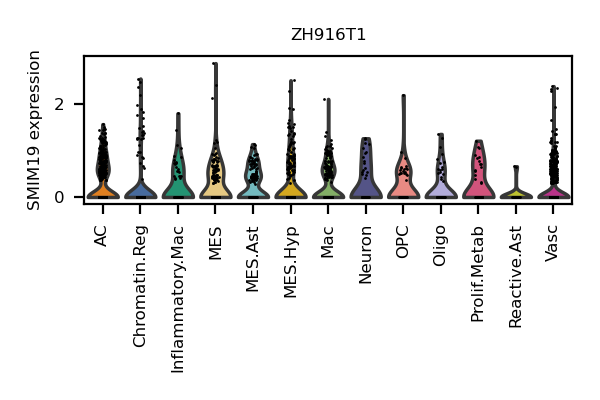 ZH916T1
SMIM19 expression
2
0
AC
Chromatin.Reg
Inflammatory.Mac
MES
MES.Ast
MES.Hyp
Mac
Neuron
OPC
Oligo
Prolif.Metab
Reactive.Ast
Vasc